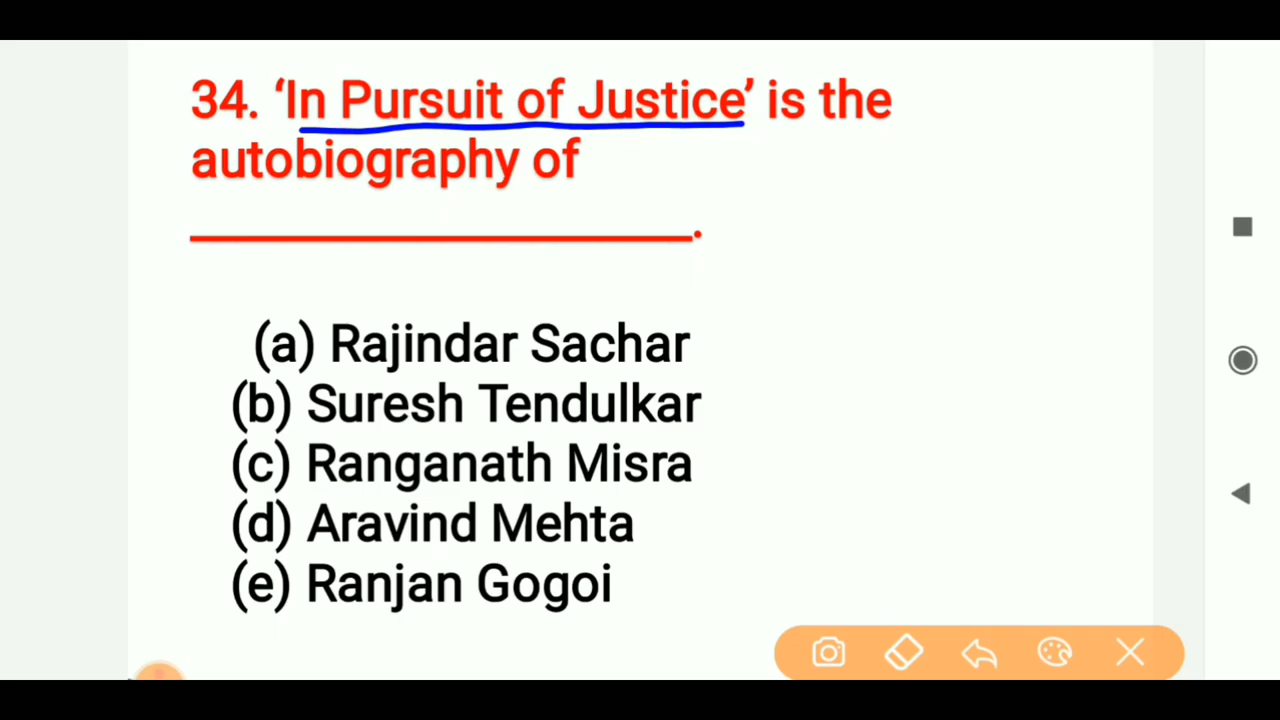 34. ‘In Pursuit of Justice’ is the
autobiography of
____________________.
(a) Rajindar Sachar
(b) Suresh Tendulkar
(c) Ranganath Misra
(d) Aravind Mehta
(e) Ranjan Gogoi